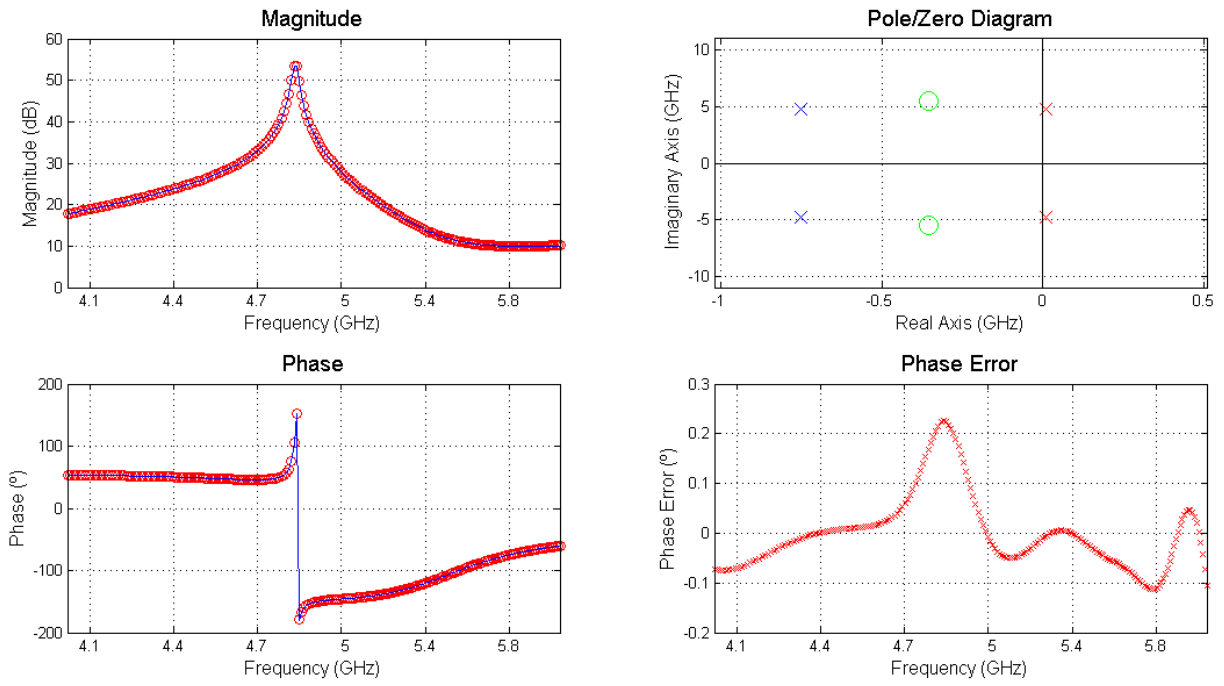 Magnitude
60
50
40
30
20
10
0
Magnitude (dB)
4.1 4.4 4.7 5 5.4 5.8
Frequency (GHz)
Pole/Zero Diagram
10
5
0
-5
-10
Imaginary Axis (GHz)
-1 -0.5 0 0.5
Real Axis (GHz)
Phase
200
100
0
-100
-200
Phase (º)
4.1 4.4 4.7 5 5.4 5.8
Frequency (GHz)
Phase Error
0.3
0.2
0.1
0
-0.1
-0.2
Phase Error (º)
4.1 4.4 4.7 5 5.4 5.8
Frequency (GHz)